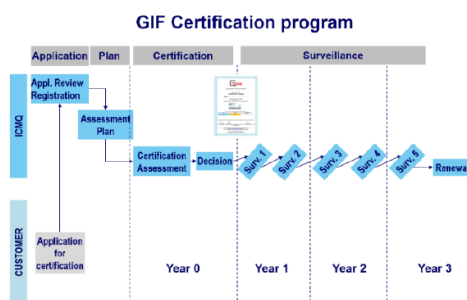 GIF Certification program
Application
Plan
Certification
Surveillance
ICMQ
Appl. Review
Registration
Assessment
Plan
Certification
Assessment
Decision
Surv. 1
Surv. 2
Surv. 3
Surv. 4
Surv. 5
Renewa
CUSTOMER
Application
for
certification
Year 0
Year 1
Year 2
Year 3